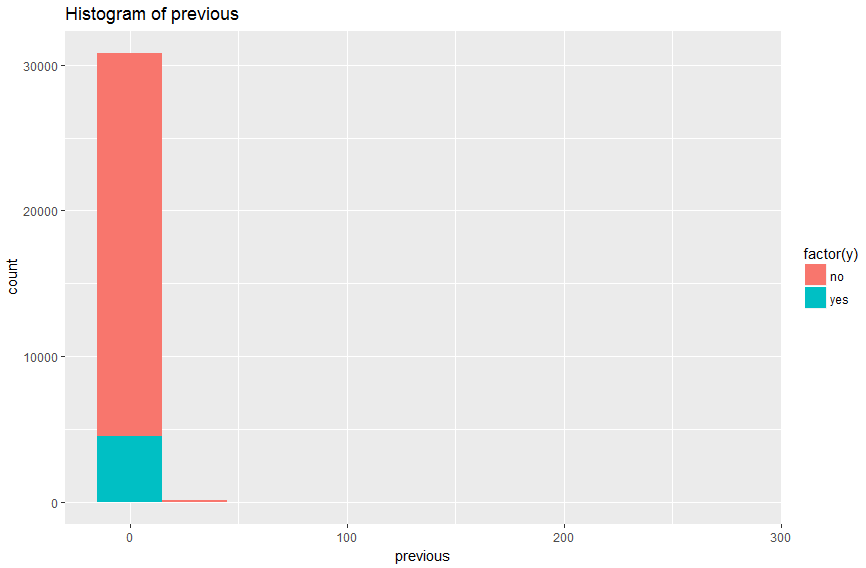 Histogram of previous
30000
20000
10000
0
count
0
100
200
300
previous
factor(y)
no
yes